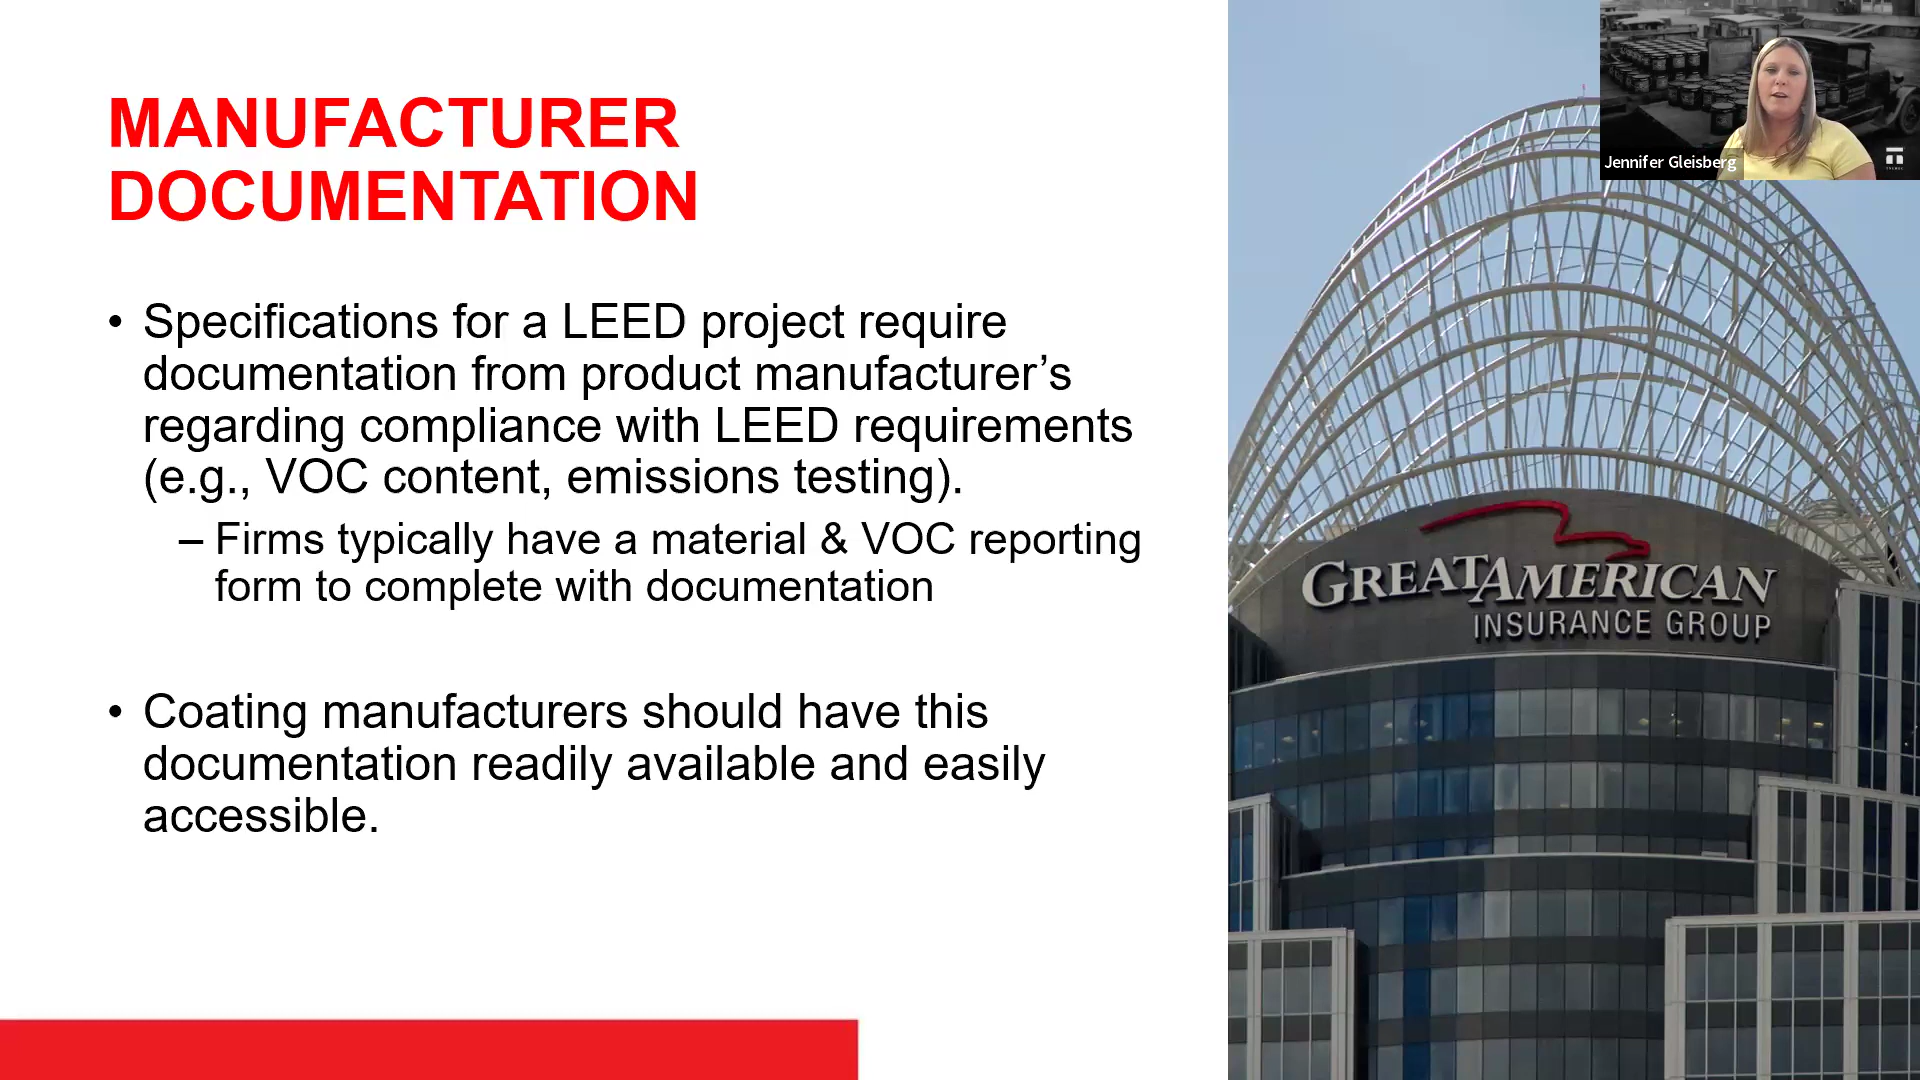 MANUFACTURER
DOCUMENTATION
• Specifications for a LEED project require
documentation from product manufacturer’s
regarding compliance with LEED requirements
(e.g., VOC content, emissions testing).
– Firms typically have a material & VOC reporting
form to complete with documentation
• Coating manufacturers should have this
documentation readily available and easily
accessible.
Jennifer Gleisberg
GREATAMERICAN
INSURANCE GROUP